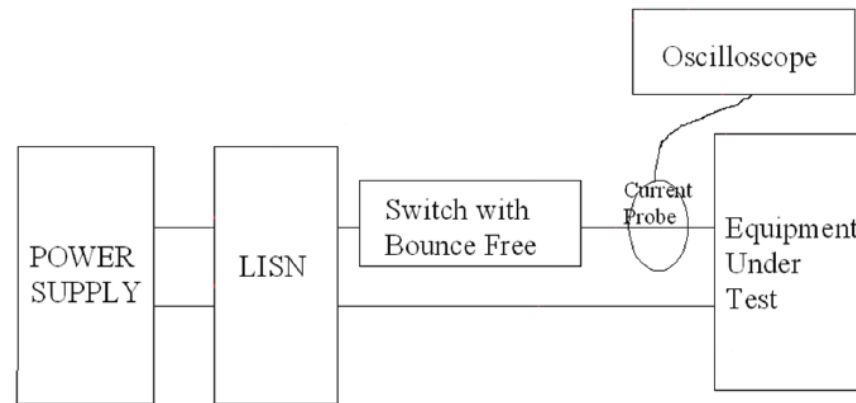 Oscilloscope
Current
Probe
Switch with
Bounce Free
POWER
SUPPLY
LISN
Equipment
Under
Test